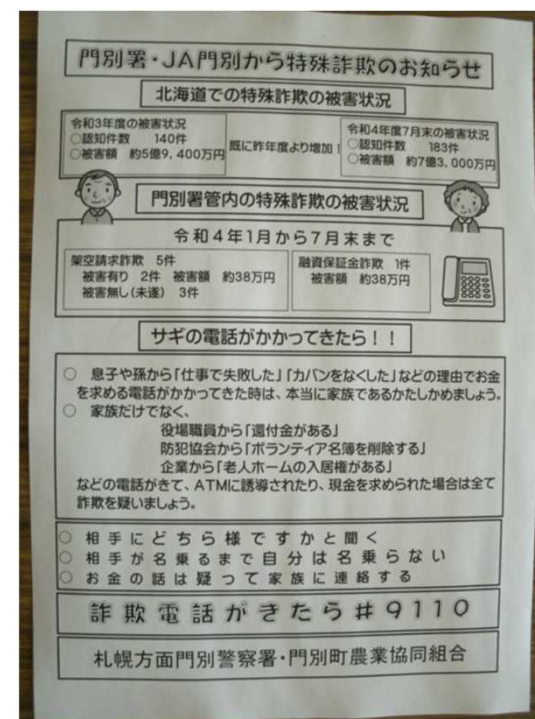 門別署・JA門別から特殊詐欺のお知らせ
北海道での特殊詐欺の被害状況
令和3年度の被害状況
○認知件数 140件
○被害額 約5億9,400万円
既に昨年度より増加！
令和4年度7月末の被害状況
○認知件数 183件
○被害額 約7億3,000万円
門別署管内の特殊詐欺の被害状況
令和4年1月から7月末まで
架空請求詐欺 5件
被害有り 2件 被害額 約38万円
被害無し(未遂) 3件
融資保証金詐欺 1件
被害額 約38万円
サギの電話がかかってきたら！！
○ 息子や孫から「仕事で失敗した」「カバンをなくした」などの理由でお金
を求める電話がかかってきた時は、本当に家族であるかたしかめましょう。
○ 家族だけでなく、
役場職員から「還付金がある」
防犯協会から「ボランティア名簿を削除する」
企業から「老人ホームの入居権がある」
などの電話がきて、ATMに誘導されたり、現金を求められた場合は全て
詐欺を疑いましょう。
○ 相手にどちら様ですかと聞く
○ 相手が名乗るまで自分は名乗らない
○ お金の話は疑って家族に連絡する
詐欺電話がきたら#9110
札幌方面門別警察署・門別町農業協同組合